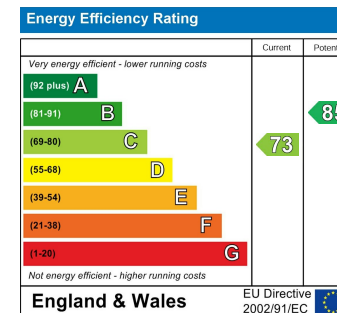 Energy Efficiency Rating
Current
Very energy efficient - lower running costs
(92 plus) A
(81-91) B
(69-80) C 73
(55-68) D
(39-54) E
(21-38) F
(1-20) G
Not energy efficient - higher running costs
England & Wales
EU Directive
2002/91/EC